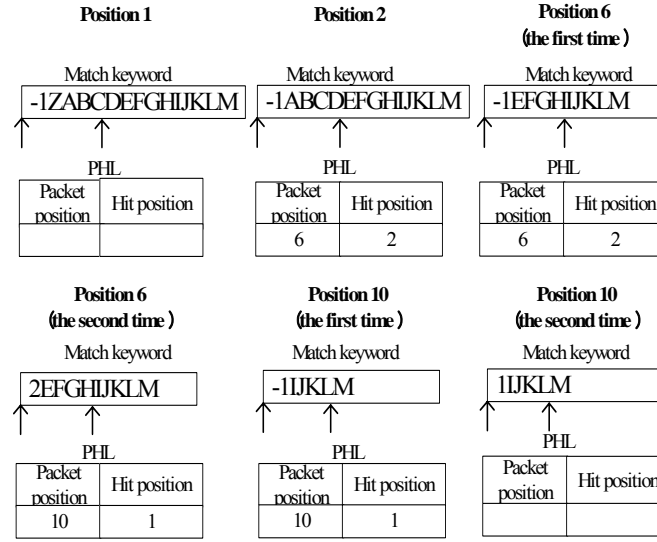 Position 1
Match keyword
-1ZABCDEFGHIJKLM
PHL
Packet position
Hit position
Position 2
Match keyword
-1ABCDEFGHIJKLM
PHL
Packet position
Hit position
6
2
Position 6
(the first time)
Match keyword
-1EFGHIJKLM
PHL
Packet position
Hit position
6
2
Position 6
(the second time)
Match keyword
2EFGHIJKLM
PHL
Packet position
Hit position
10
1
Position 10
(the first time)
Match keyword
-1IJKLM
PHL
Packet position
Hit position
10
1
Position 10
(the second time)
Match keyword
1IJKLM
PHL
Packet position
Hit position